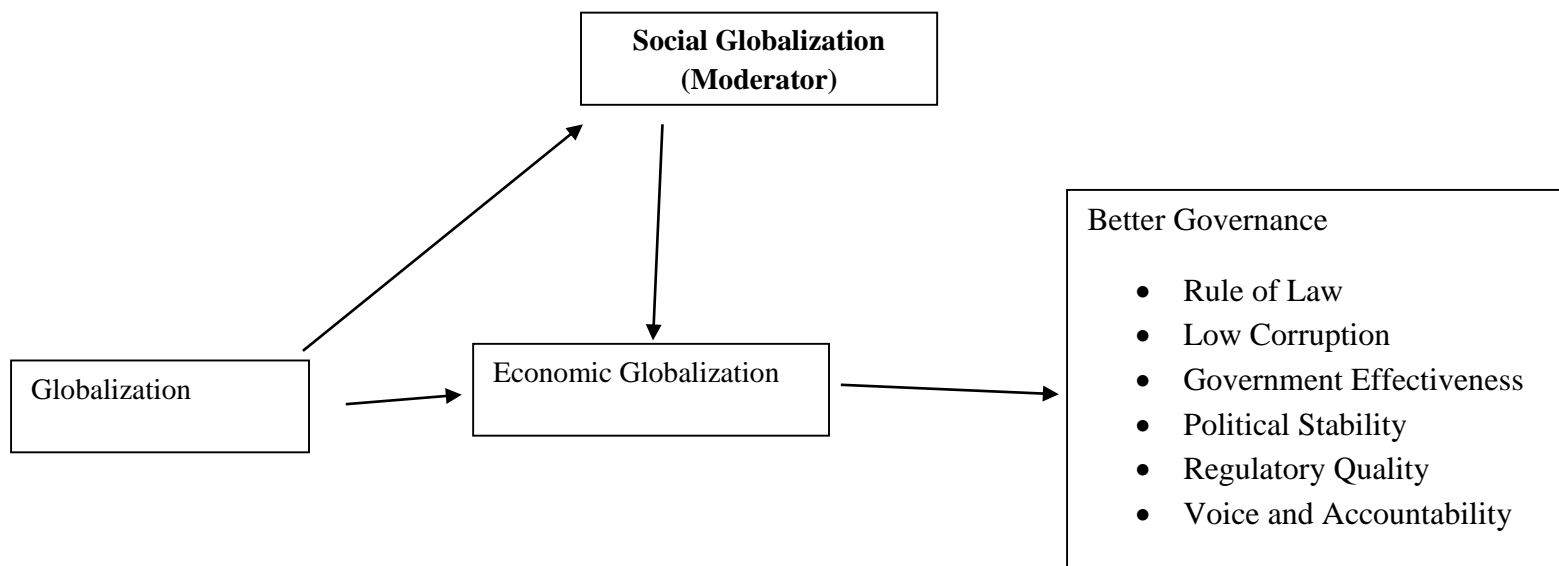 Social Globalization
(Moderator)
Globalization
Economic Globalization
Better Governance
• Rule of Law
• Low Corruption
• Government Effectiveness
• Political Stability
• Regulatory Quality
• Voice and Accountability